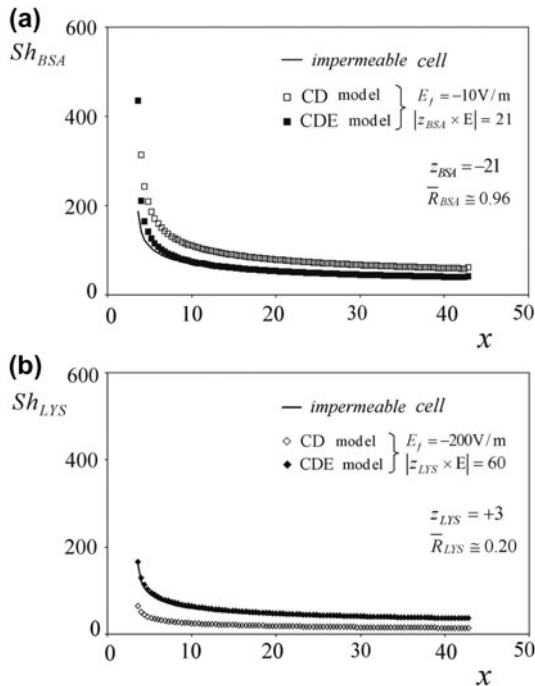 (a)
600
Sh_BSA
400
200
0
0 10 20 30 40 50
x
— impermeable cell
□ CD model
■ CDE model
E_f = −10V/m
|z_BSA × E| = 21
z_BSA = −21
R̅_BSA ≅ 0.96
(b)
600
Sh_LYS
400
200
0
0 10 20 30 40 50
x
— impermeable cell
◇ CD model
◆ CDE model
E_f = −200V/m
|z_LYS × E| = 60
z_LYS = +3
R̅_LYS ≅ 0.20